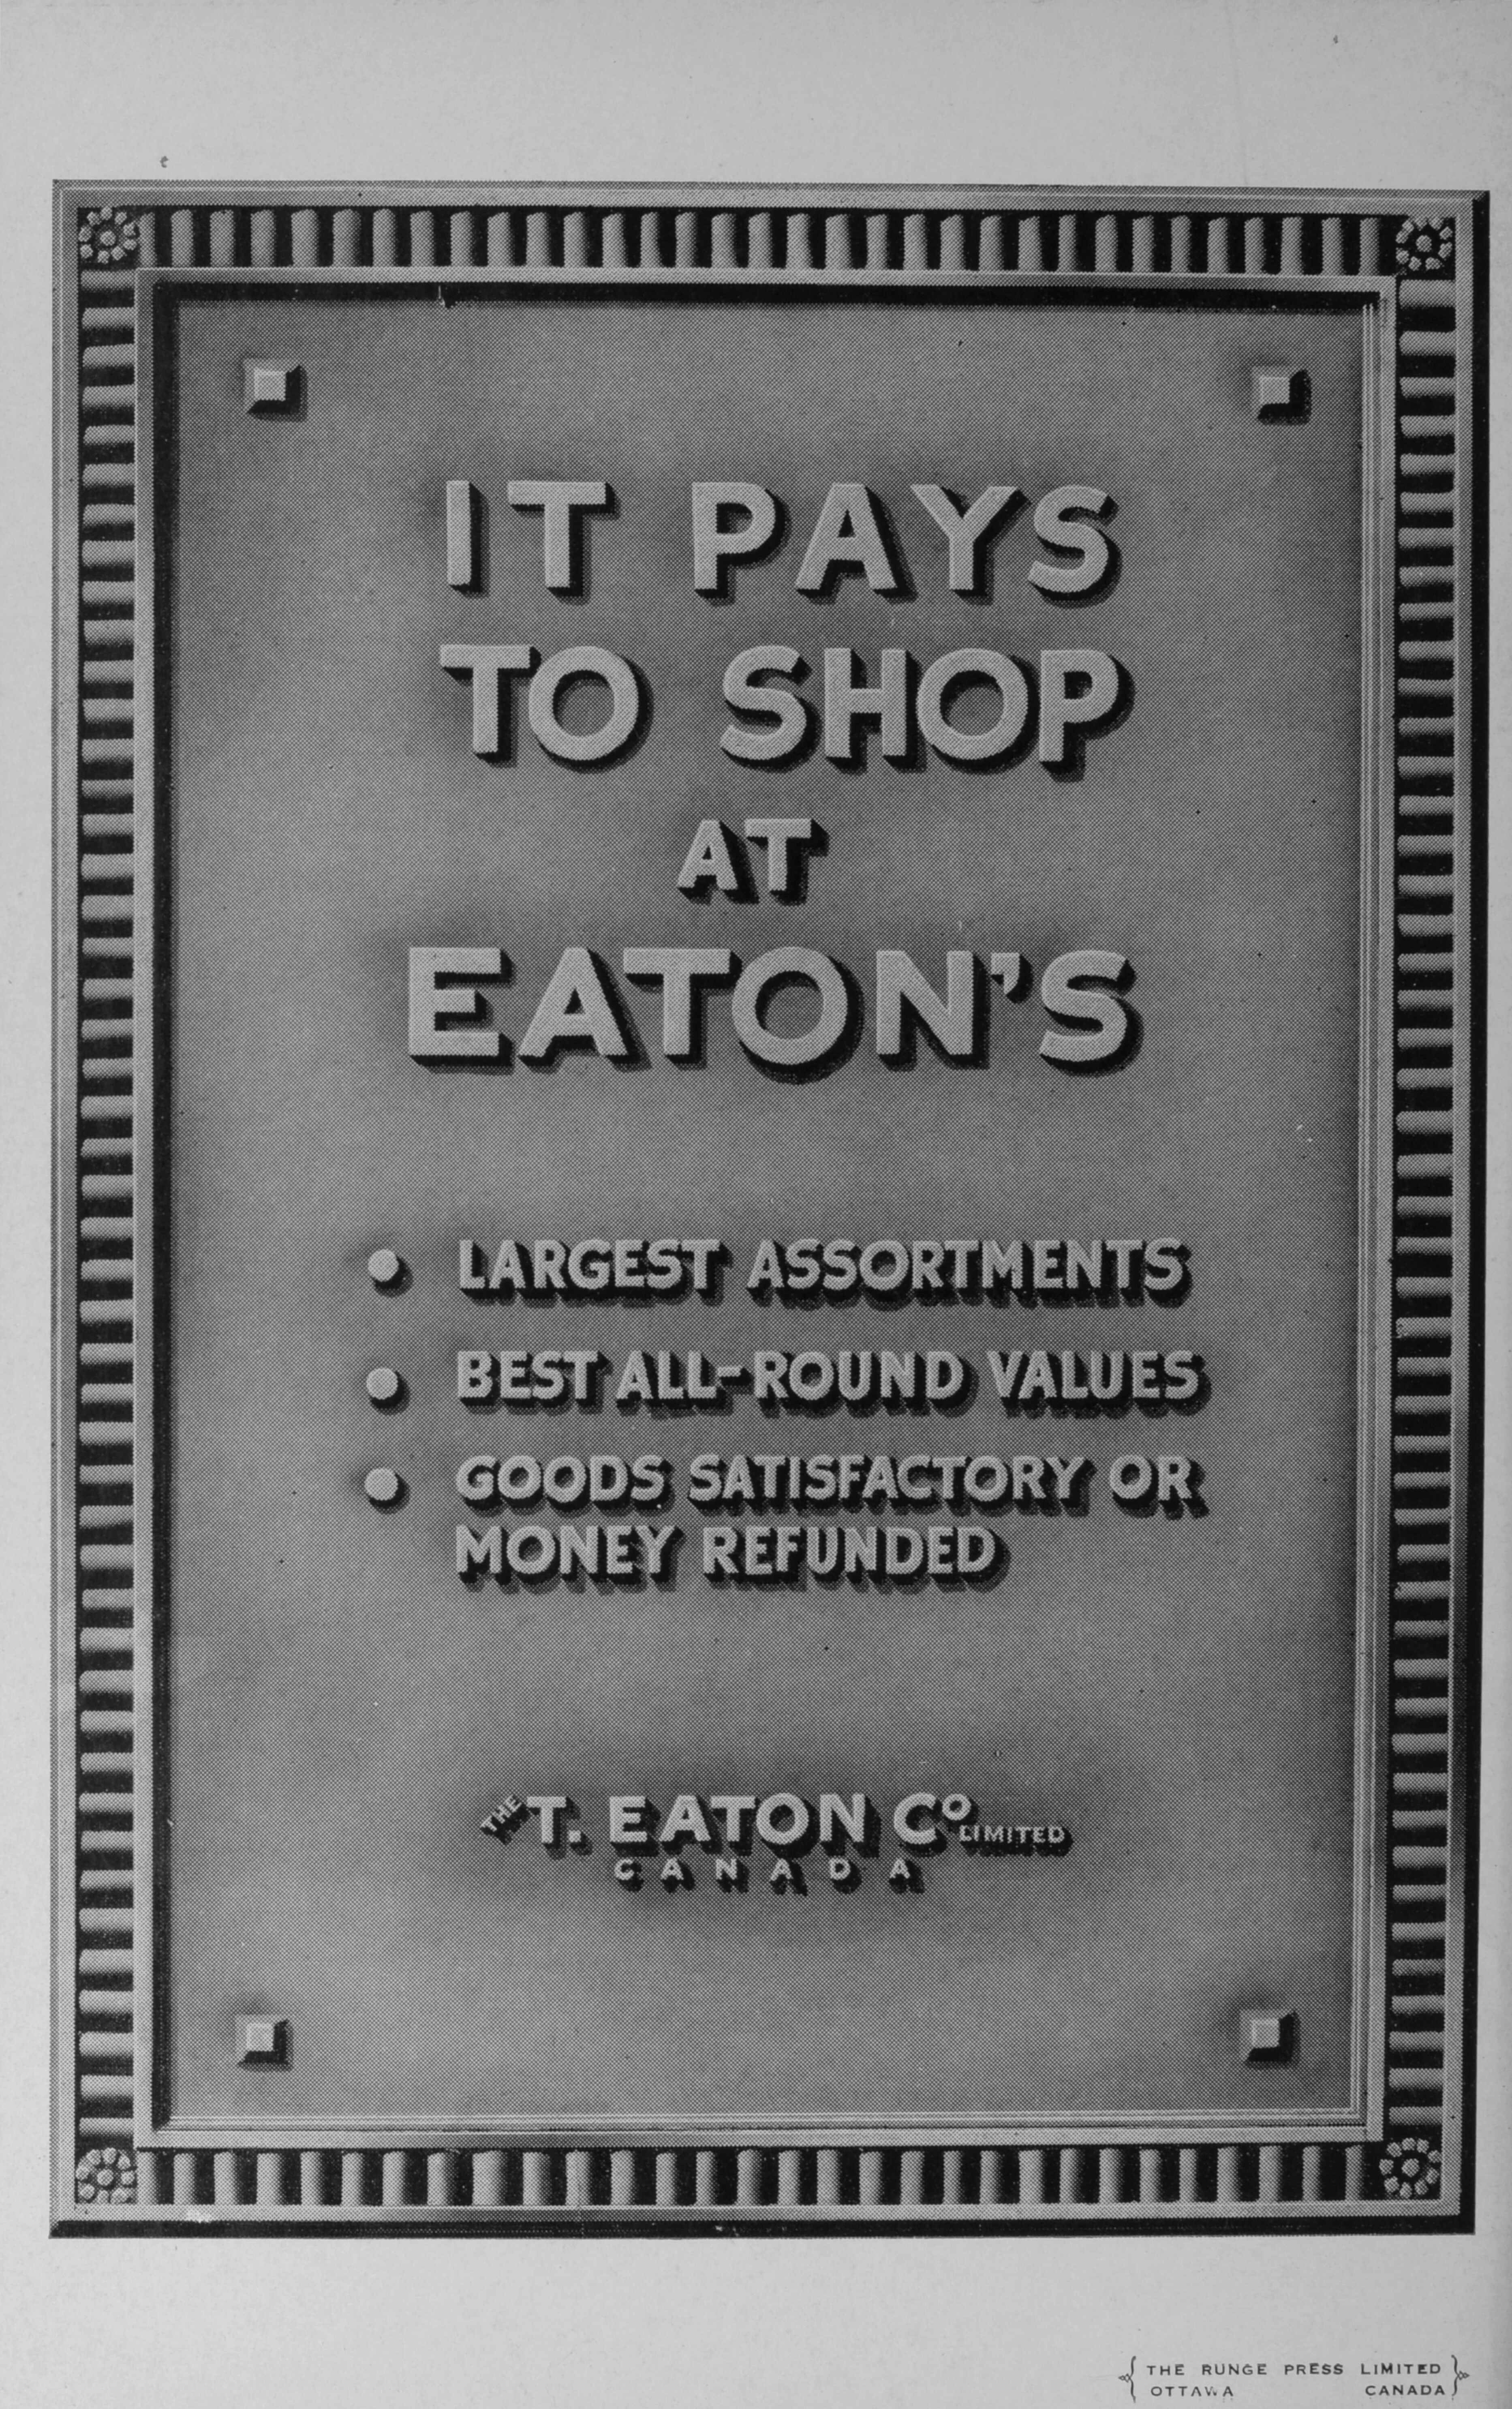 IT PAYS
TO SHOP
AT
EATON'S
• LARGEST ASSORTMENTS
• BEST ALL-ROUND VALUES
• GOODS SATISFACTORY OR
MONEY REFUNDED
THE T. EATON Co LIMITED
CANADA
THE RUNGE PRESS LIMITED
OTTAWA CANADA